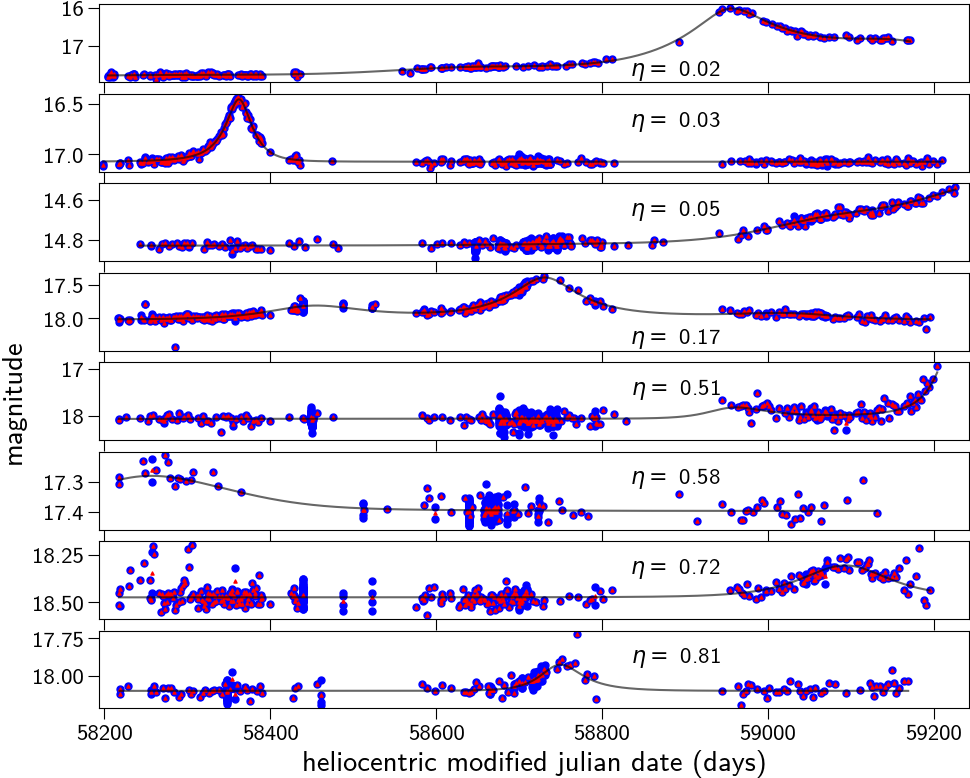 16
17
η = 0.02
16.5
17.0
η = 0.03
14.6
14.8
η = 0.05
17.5
18.0
η = 0.17
17
18
η = 0.51
17.3
17.4
η = 0.58
18.25
18.50
η = 0.72
17.75
18.00
η = 0.81
magnitude
58200 58400 58600 58800 59000 59200
heliocentric modified julian date (days)